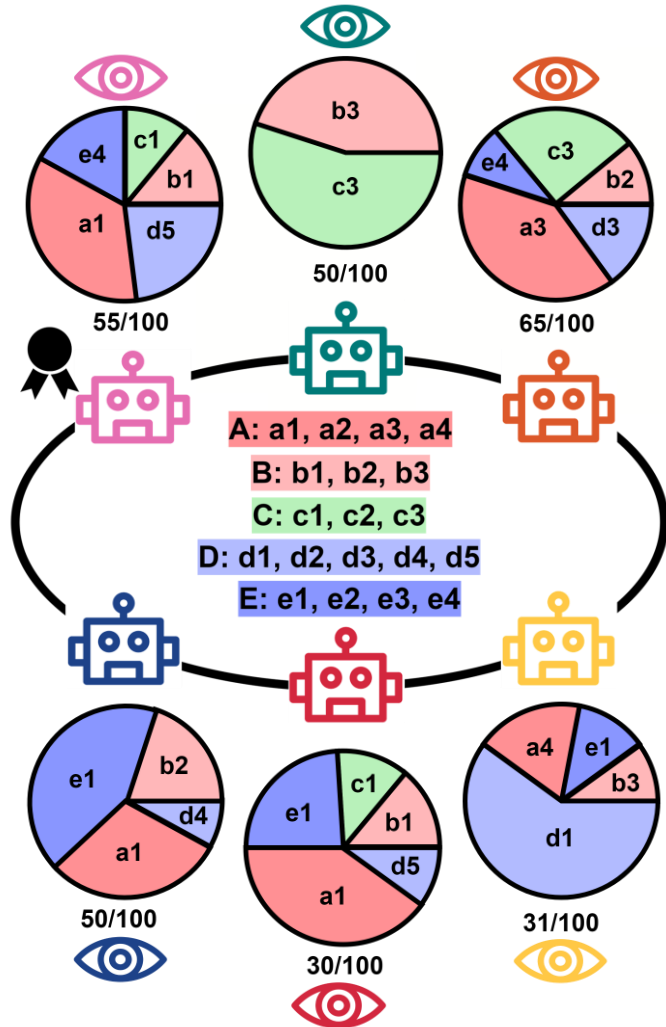 b3
c1
e4
b1
a1
d5
c3
c3
e4
b2
a3
d3
50/100
55/100
65/100
A: a1, a2, a3, a4
B: b1, b2, b3
C: c1, c2, c3
D: d1, d2, d3, d4, d5
E: e1, e2, e3, e4
e1
b2
d4
a1
c1
e1
b1
d5
a1
a4
e1
b3
d1
50/100
30/100
31/100